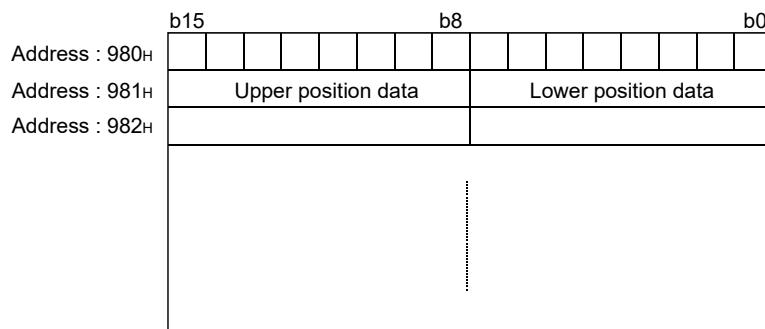 b15 b8 b0
Address : 980H
Address : 981H Upper position data Lower position data
Address : 982H